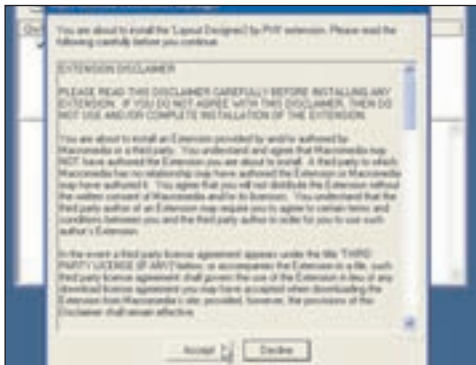 You are about to install the 'Layout Designer2 by PHY' extension. Please read the
following carefully before you continue.
EXTENSION DISCLAIMER
PLEASE READ THIS DISCLAIMER CAREFULLY BEFORE INSTALLING ANY
EXTENSION. IF YOU DO NOT AGREE WITH THIS DISCLAIMER, THEN DO
NOT USE AND/OR COMPLETE INSTALLATION OF THE EXTENSION.
You are about to install an Extension provided by and/or authored by
Macromedia or a third party. You understand and agree that Macromedia may
NOT have authored the Extension you are about to install. A third party to which
Macromedia has no relationship may have authored the Extension or Macromedia
may have authored it. You agree that you will not distribute the Extension without
the written consent of Macromedia and/or its licensors. You understand that the
third party author of an Extension may require you to agree to certain terms and
conditions between you and the third party author in order for you to use such
author's Extension.
In the event a third party license agreement appears under the title 'THIRD
PARTY LICENSE (IF ANY)' below, or accompanies the Extension in a file, such
third party license agreement shall govern the use of the Extension in lieu of any
download license agreement you may have accepted when downloading the
Extension from Macromedia's site; provided, however, the provisions of this
Disclaimer shall remain effective.
Accept Decline